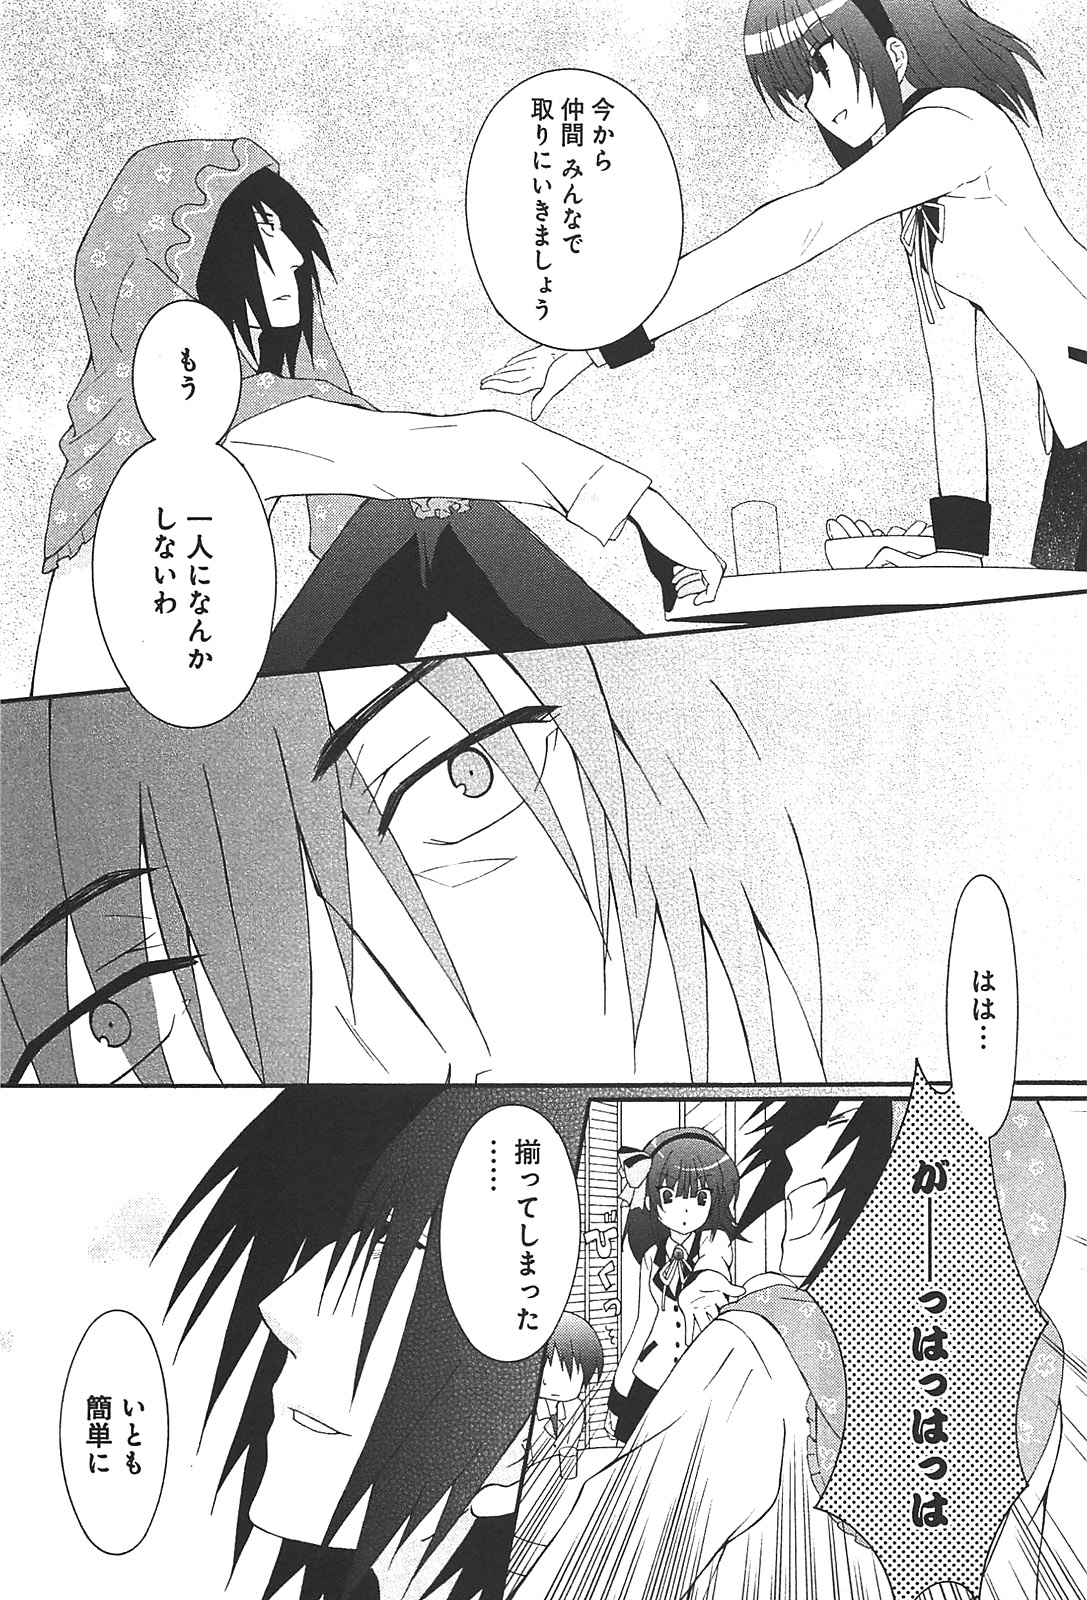 今から
仲間 みんなで
取りにいきましょう
もう
一人になんか
しないわ
はは…
がーっはっはっは
揃ってしまった
……
いとも
簡単に